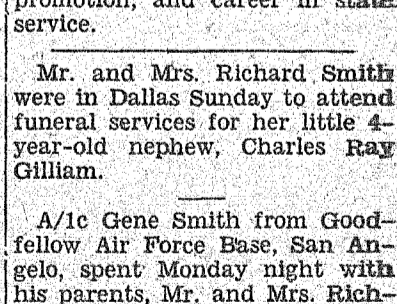 promotion, and career in state
service.
Mr. and Mrs. Richard Smith
were in Dallas Sunday to attend
funeral services for her little 4-
year-old nephew, Charles Ray
Gilliam.
A/1c Gene Smith from Good-
fellow Air Force Base, San An-
gelo, spent Monday night with
his parents, Mr. and Mrs. Rich-